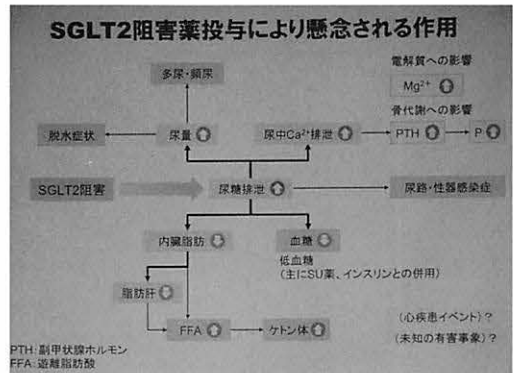 SGLT2阻害薬投与により懸念される作用
多尿・頻尿
電解質への影響
Mg²⁺
骨代謝への影響
脱水症状
尿量
尿中Ca²⁺排泄
PTH
P
SGLT2阻害
尿糖排泄
尿路・性器感染症
内臓脂肪
血糖
低血糖
(主にSU薬、インスリンとの併用)
脂肪肝
FFA
ケトン体
(心疾患イベント)?
(未知の有害事象)?
PTH:副甲状腺ホルモン
FFA:遊離脂肪酸